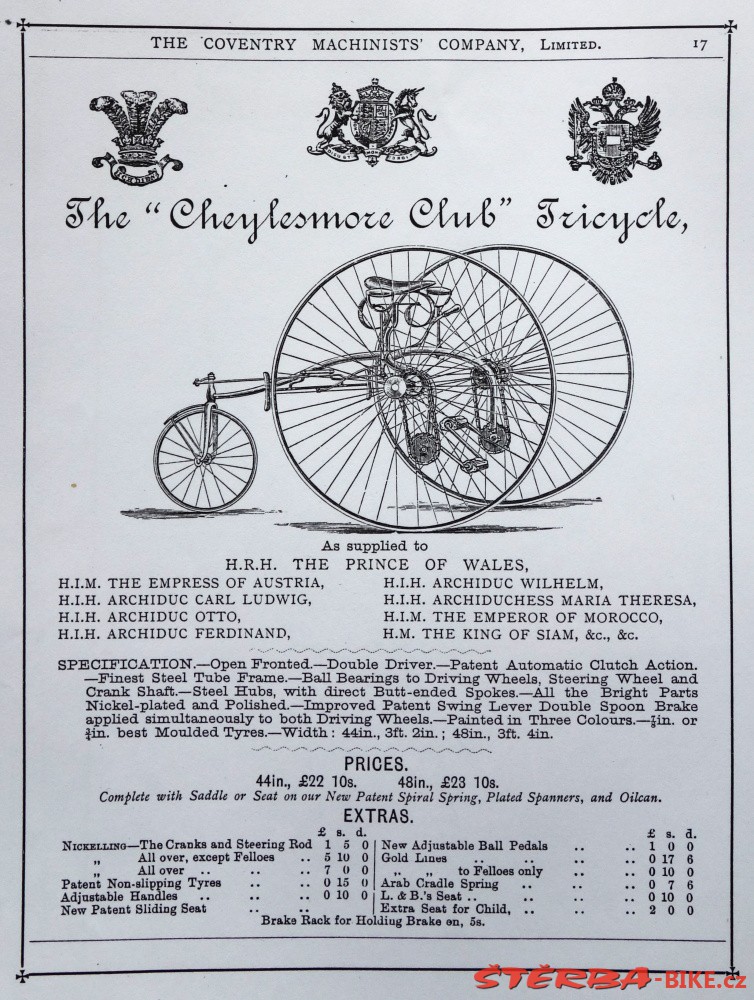 THE COVENTRY MACHINISTS' COMPANY, LIMITED. 17
ICH DIEN
The "Cheylesmore Club" Tricycle,
As supplied to
H.R.H. THE PRINCE OF WALES,
H.I.M. THE EMPRESS OF AUSTRIA,
H.I.H. ARCHIDUC CARL LUDWIG,
H.I.H. ARCHIDUC OTTO,
H.I.H. ARCHIDUC FERDINAND,
H.I.H. ARCHIDUC WILHELM,
H.I.H. ARCHIDUCHESS MARIA THERESA,
H.I.M. THE EMPEROR OF MOROCCO,
H.M. THE KING OF SIAM, &c., &c.
SPECIFICATION.—Open Fronted.—Double Driver.—Patent Automatic Clutch Action.
—Finest Steel Tube Frame.—Ball Bearings to Driving Wheels, Steering Wheel and
Crank Shaft.—Steel Hubs, with direct Butt-ended Spokes.—All the Bright Parts
Nickel-plated and Polished.—Improved Patent Swing Lever Double Spoon Brake
applied simultaneously to both Driving Wheels.—Painted in Three Colours.—⅞in. or
¾in. best Moulded Tyres.—Width: 44in., 3ft. 2in.; 48in., 3ft. 4in.
PRICES.
44in., £22 10s. 48in., £23 10s.
Complete with Saddle or Seat on our New Patent Spiral Spring, Plated Spanners, and Oilcan.
EXTRAS.
£ s. d.
NICKELLING—The Cranks and Steering Rod 1 5 0
„ All over, except Felloes .. 5 10 0
„ All over .. .. 7 0 0
Patent Non-slipping Tyres .. .. 0 15 0
Adjustable Handles .. .. .. 0 10 0
New Patent Sliding Seat .. ..
£ s. d.
New Adjustable Ball Pedals .. .. 1 0 0
Gold Lines .. .. .. .. 0 17 6
„ „ to Felloes only .. .. 0 10 0
Arab Cradle Spring .. .. .. 0 7 6
L. & B.'s Seat .. .. .. .. 0 10 0
Extra Seat for Child, .. .. .. 2 0 0
Brake Rack for Holding Brake on, 5s.
ŠTĚRBA-BIKE.cz